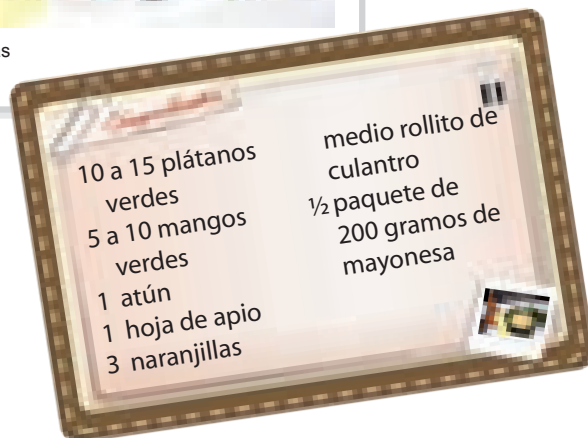 as
10 a 15 plátanos
verdes
5 a 10 mangos
verdes
1 atún
1 hoja de apio
3 naranjillas
medio rollito de
culantro
½ paquete de
200 gramos de
mayonesa